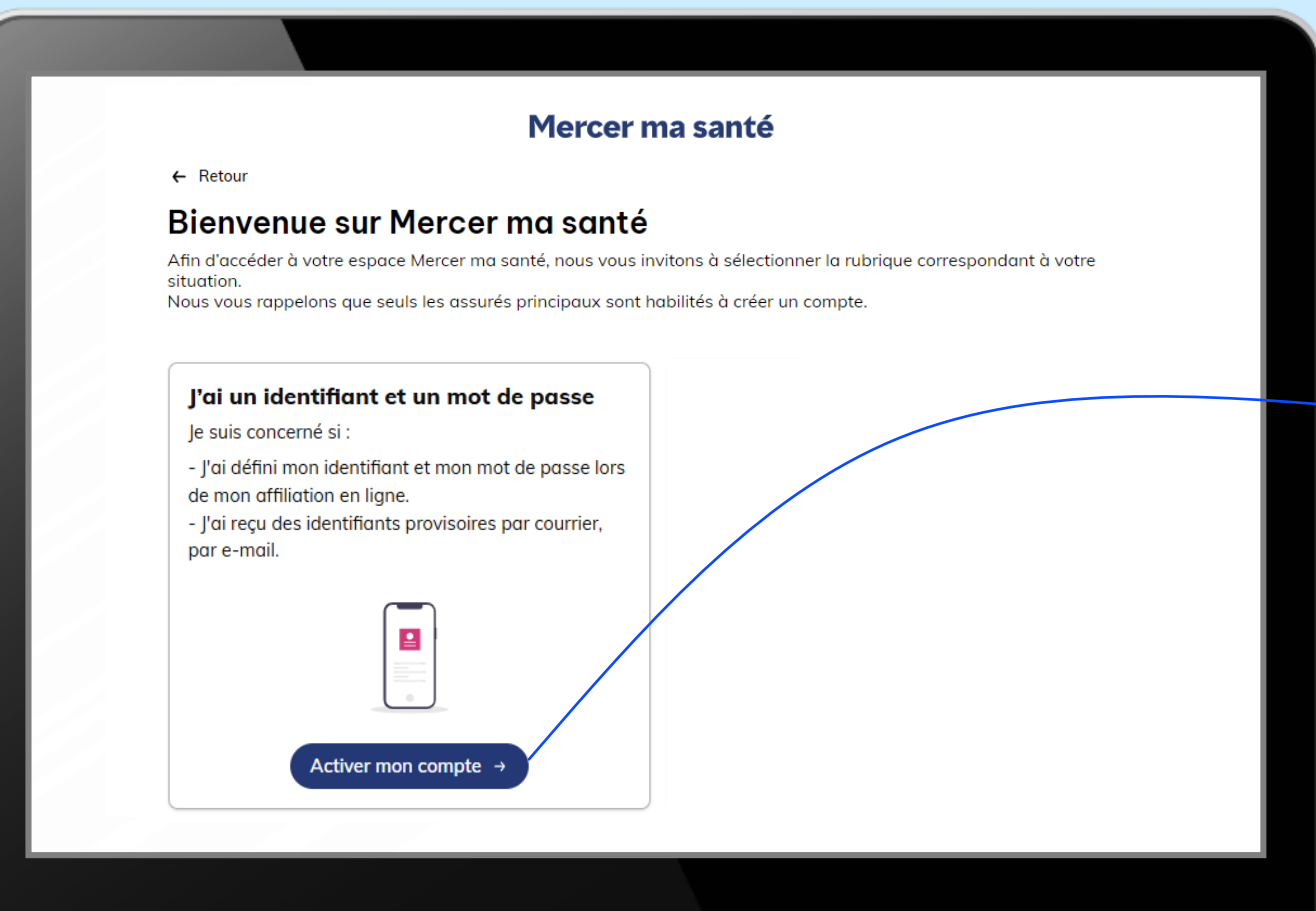 Mercer ma santé
← Retour
Bienvenue sur Mercer ma santé
Afin d'accéder à votre espace Mercer ma santé, nous vous invitons à sélectionner la rubrique correspondant à votre
situation.
Nous vous rappelons que seuls les assurés principaux sont habilités à créer un compte.
J'ai un identifiant et un mot de passe
Je suis concerné si :
- J'ai défini mon identifiant et mon mot de passe lors
de mon affiliation en ligne.
- J'ai reçu des identifiants provisoires par courrier,
par e-mail.
Activer mon compte →